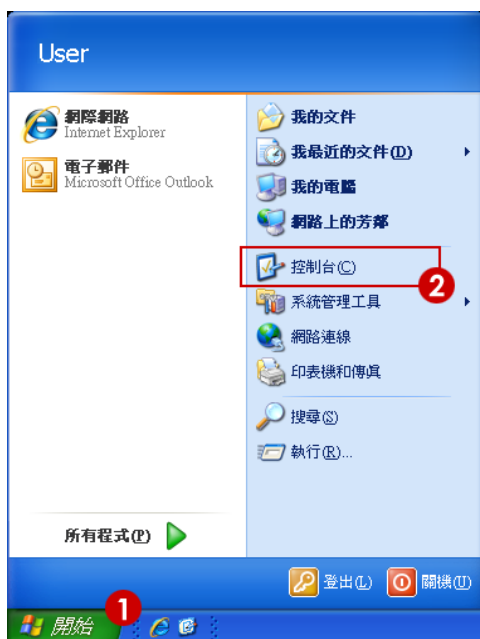 User
網際網路
Internet Explorer
電子郵件
Microsoft Office Outlook
所有程式(P)
我的文件
我最近的文件(D)
我的電腦
網路上的芳鄰
控制台(C)
2
系統管理工具
網路連線
印表機和傳真
搜尋(S)
執行(R)...
登出(L)
關機(U)
開始
1